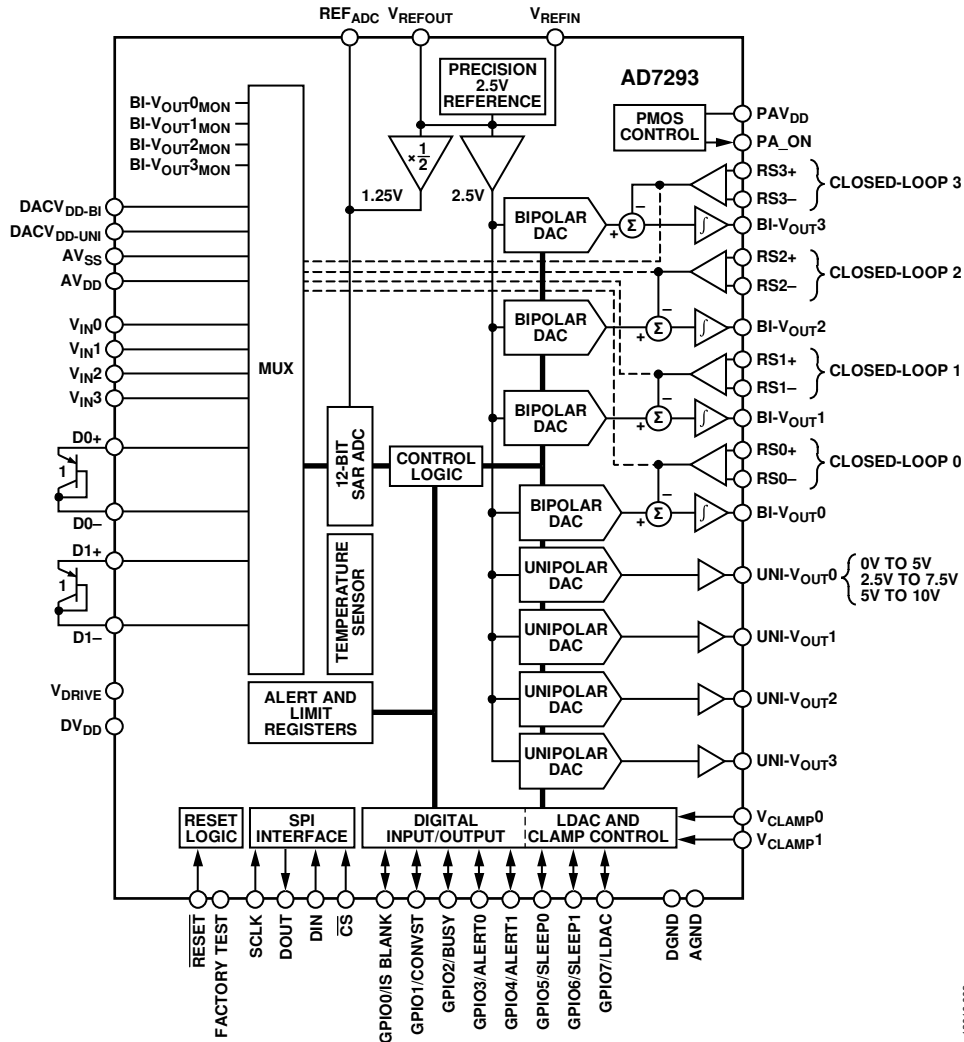 REFADC
VREFOUT
VREFIN
PRECISION
2.5V
REFERENCE
AD7293
BI-VOUT0MON
BI-VOUT1MON
BI-VOUT2MON
BI-VOUT3MON
×1/2
1.25V
2.5V
PMOS
CONTROL
PAVDD
PA_ON
RS3+
RS3–
CLOSED-LOOP 3
BIPOLAR
DAC
–
+
Σ
∫
BI-VOUT3
RS2+
RS2–
CLOSED-LOOP 2
BIPOLAR
DAC
–
+
Σ
∫
BI-VOUT2
RS1+
RS1–
CLOSED-LOOP 1
BIPOLAR
DAC
–
+
Σ
∫
BI-VOUT1
RS0+
RS0–
CLOSED-LOOP 0
BIPOLAR
DAC
–
+
Σ
∫
BI-VOUT0
DACVDD-BI
DACVDD-UNI
AVSS
AVDD
VIN0
VIN1
VIN2
VIN3
MUX
D0+
1
D0–
D1+
1
D1–
12-BIT
SAR ADC
CONTROL
LOGIC
TEMPERATURE
SENSOR
UNIPOLAR
DAC
UNI-VOUT0
0V TO 5V
2.5V TO 7.5V
5V TO 10V
UNIPOLAR
DAC
UNI-VOUT1
UNIPOLAR
DAC
UNI-VOUT2
UNIPOLAR
DAC
UNI-VOUT3
VDRIVE
DVDD
ALERT AND
LIMIT
REGISTERS
RESET
LOGIC
SPI
INTERFACE
DIGITAL
INPUT/OUTPUT
LDAC AND
CLAMP CONTROL
VCLAMP0
VCLAMP1
RESET
FACTORY TEST
SCLK
DOUT
DIN
CS
GPIO0/IS BLANK
GPIO1/CONVST
GPIO2/BUSY
GPIO3/ALERT0
GPIO4/ALERT1
GPIO5/SLEEP0
GPIO6/SLEEP1
GPIO7/LDAC
DGND
AGND